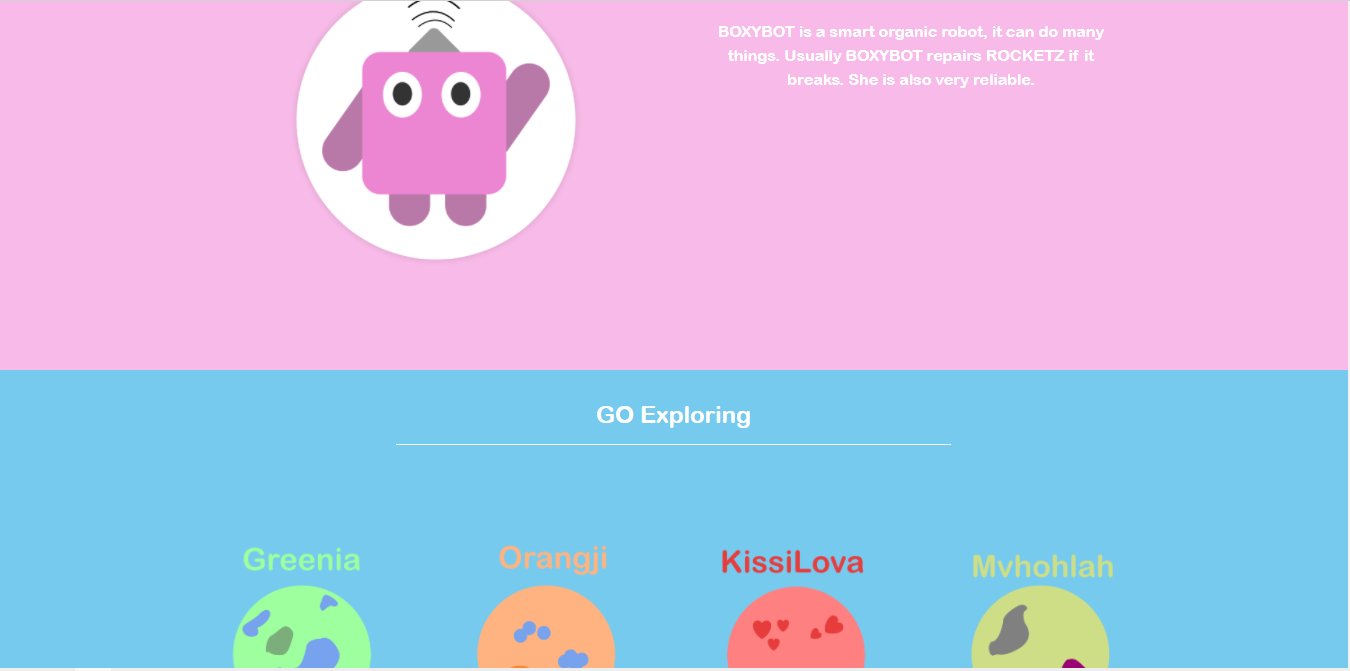 BOXYBOT is a smart organic robot, it can do many
things. Usually BOXYBOT repairs ROCKETZ if it
breaks. She is also very reliable.
GO Exploring
Greenia
Orangji
KissiLova
Mvhohlah